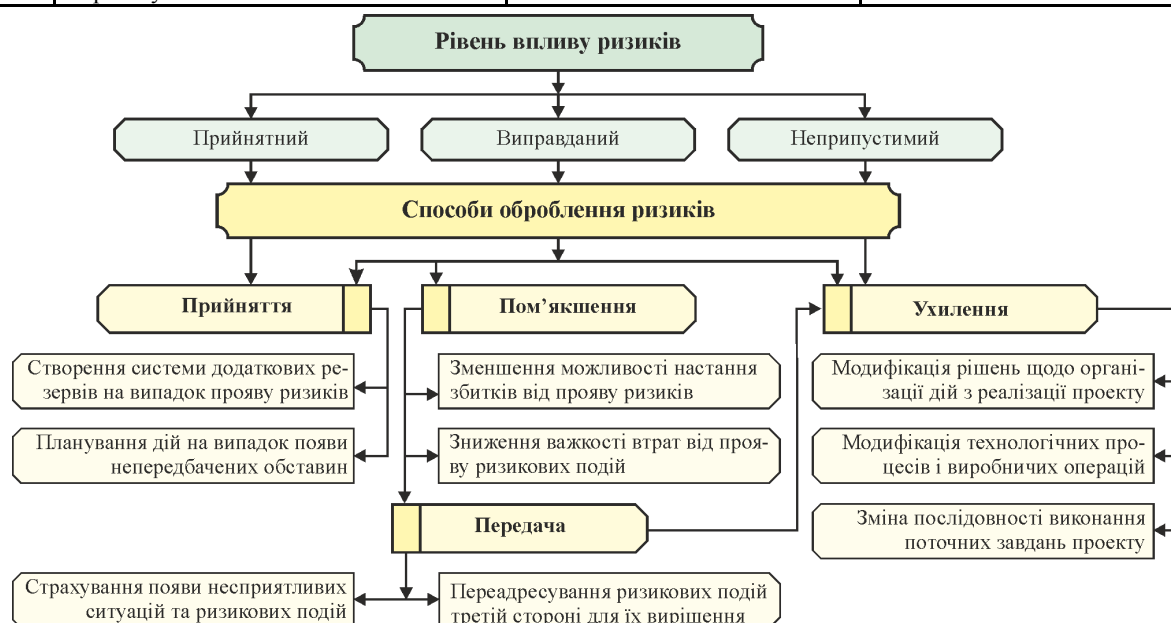 Рівень впливу ризиків
Прийнятний
Виправданий
Неприпустимий
Способи оброблення ризиків
Прийняття
Пом’якшення
Ухилення
Створення системи додаткових ре-
зервів на випадок прояву ризиків
Зменшення можливості настання
збитків від прояву ризиків
Модифікація рішень щодо органі-
зації дій з реалізації проекту
Планування дій на випадок появи
непередбачених обставин
Зниження важкості втрат від проя-
ву ризикових подій
Модифікація технологічних про-
цесів і виробничих операцій
Передача
Зміна послідовності виконання
поточних завдань проекту
Страхування появи несприятливих
ситуацій та ризикових подій
Переадресування ризикових подій
третій стороні для їх вирішення